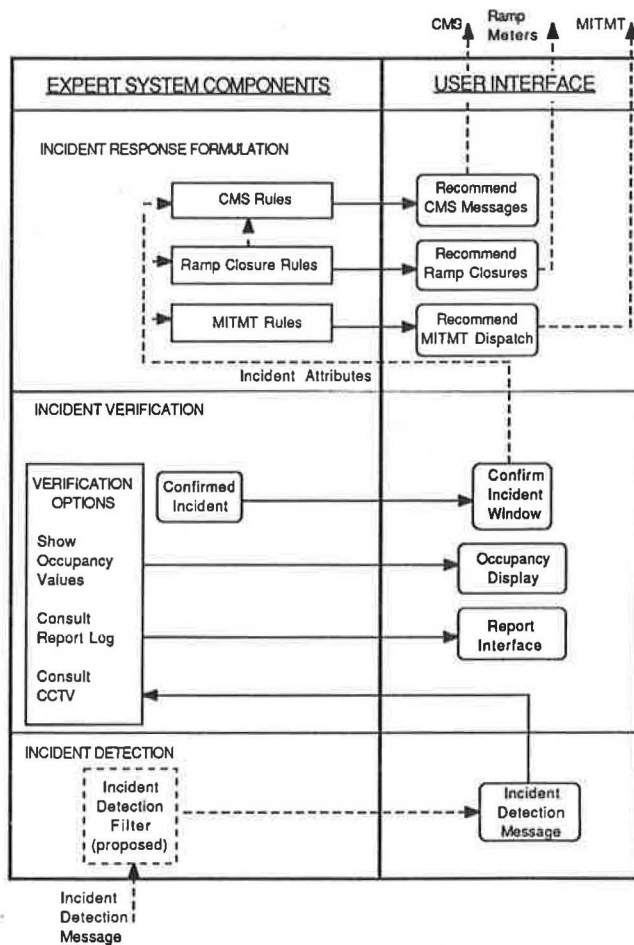 CMS
Ramp
Meters
MITMT
EXPERT SYSTEM COMPONENTS
USER INTERFACE
INCIDENT RESPONSE FORMULATION
CMS Rules
Recommend
CMS Messages
Ramp Closure Rules
Recommend
Ramp Closures
MITMT Rules
Recommend
MITMT Dispatch
Incident Attributes
INCIDENT VERIFICATION
VERIFICATION
OPTIONS
Show
Occupancy
Values
Consult
Report Log
Consult
CCTV
Confirmed
Incident
Confirm
Incident
Window
Occupancy
Display
Report
Interface
INCIDENT DETECTION
Incident
Detection
Filter
(proposed)
Incident
Detection
Message
Incident
Detection
Message